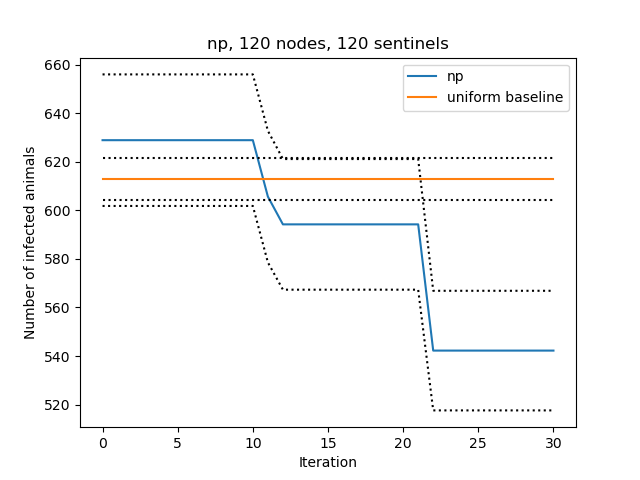 np, 120 nodes, 120 sentinels
np
uniform baseline
Number of infected animals
660
640
620
600
580
560
540
520
0 5 10 15 20 25 30
Iteration